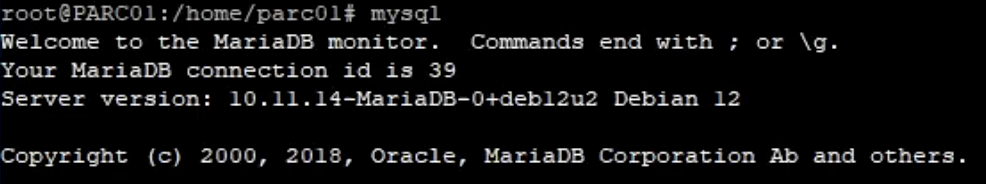 root@PARC01:/home/parc01# mysql
Welcome to the MariaDB monitor.  Commands end with ; or \g.
Your MariaDB connection id is 39
Server version: 10.11.14-MariaDB-0+deb12u2 Debian 12
Copyright (c) 2000, 2018, Oracle, MariaDB Corporation Ab and others.